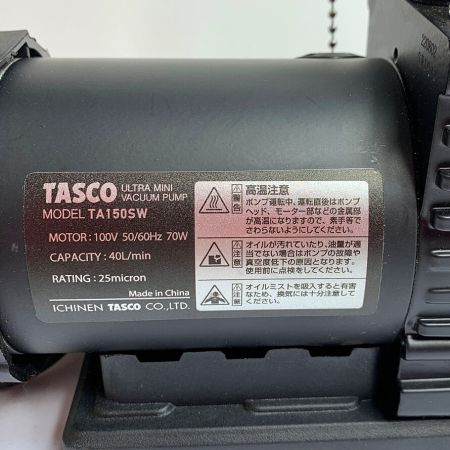 TASCO ULTRA MINI VACUUM PUMP
MODEL TA150SW
MOTOR: 100V 50/60Hz 70W
CAPACITY: 40L/min
RATING: 25micron
Made in China
ICHINEN TASCO CO.,LTD.
警告
高温注意
ポンプ運転中、運転直後はポンプ
ヘッド、モーター部などの金属部
が高温になりますので、素手等で
さわらないようにしてください。
オイルが汚れていたり、油量が適
当でない場合はポンプの故障や
真空度低下の原因となります。
使用前に点検をしてください。
オイルミストを吸入すると有害
なため、換気には十分注意して
ください。